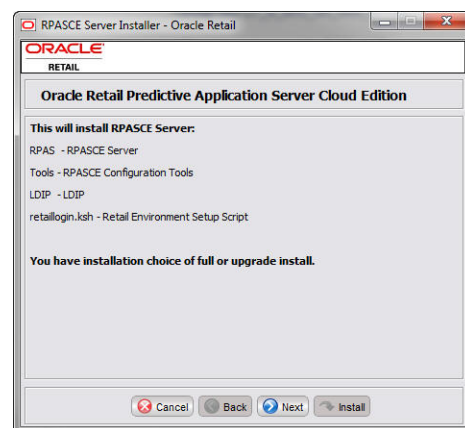 RPASCE Server Installer - Oracle Retail
ORACLE
RETAIL
Oracle Retail Predictive Application Server Cloud Edition
This will install RPASCE Server:
RPAS - RPASCE Server
Tools - RPASCE Configuration Tools
LDIP - LDIP
retaillogin.ksh - Retail Environment Setup Script
You have installation choice of full or upgrade install.
Cancel Back Next Install